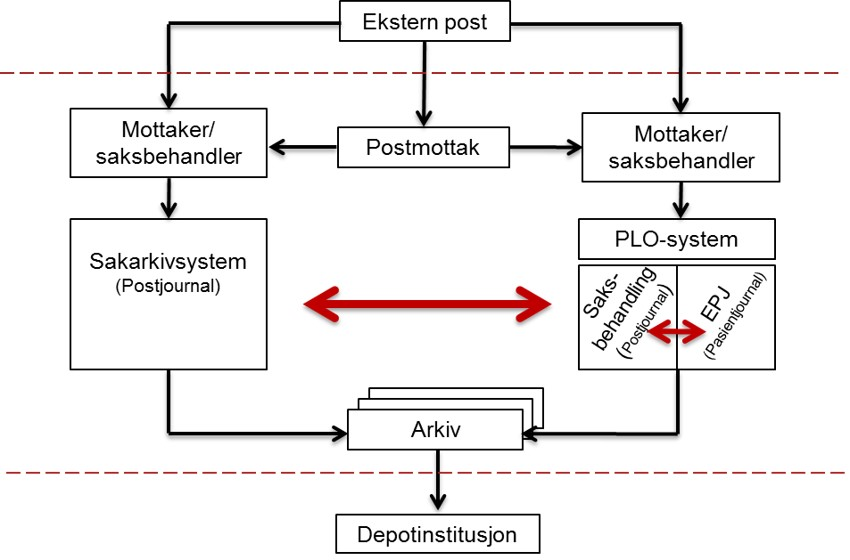 Ekstern post
Mottaker/
saksbehandler
Postmottak
Mottaker/
saksbehandler
Sakarkivsystem
(Postjournal)
PLO-system
Saks-
behandling
(Postjournal)
EPJ
(Pasientjournal)
Arkiv
Depotinstitusjon